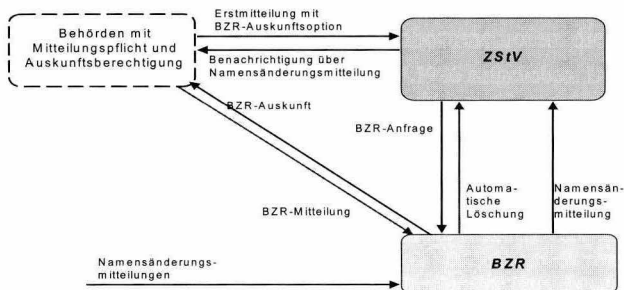 Behörden mit
Mitteilungspflicht und
Auskunftsberechtigung
Erstmitteilung mit
BZR-Auskunftsoption
Benachrichtigung über
Namensänderungsmitteilung
ZStV
BZR-Auskunft
BZR-Anfrage
BZR-Mitteilung
Automa-
tische
Löschung
Namensän-
derungs-
mitteilung
Namensänderungs-
mitteilungen
BZR